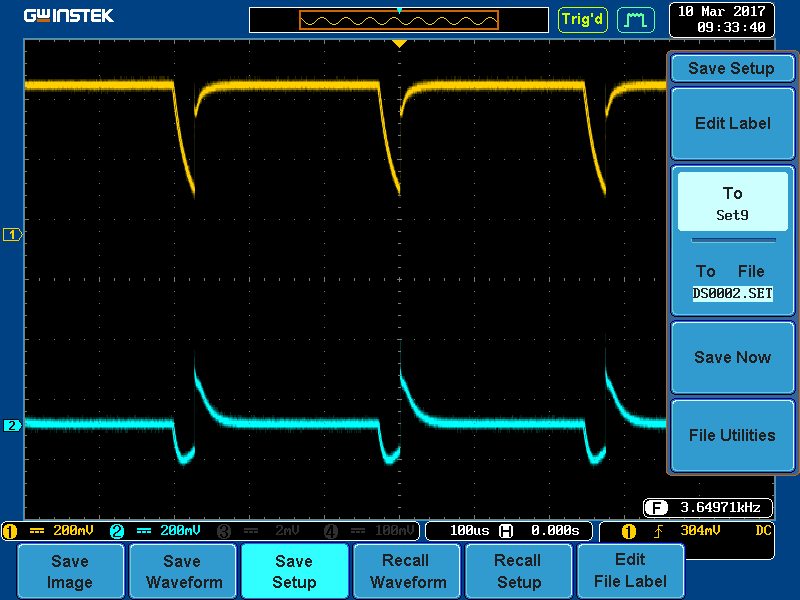 GWINSTEK
Trig'd
10 Mar 2017
09:33:40
Save Setup
Edit Label
To
Set9
To File
DS0002.SET
Save Now
File Utilities
1
2
F 3.64971kHz
1 200mV 2 200mV 3 2mV 4 100mV
100us H 0.000s
1 304mV DC
Save
Image
Save
Waveform
Save
Setup
Recall
Waveform
Recall
Setup
Edit
File Label